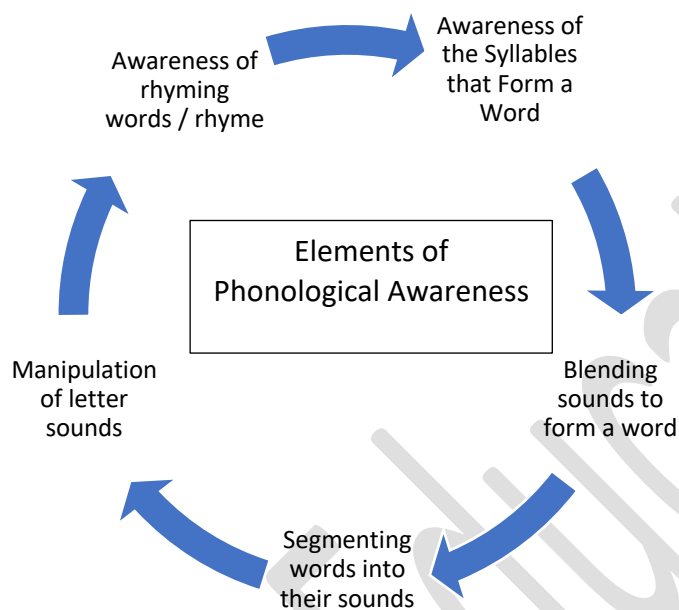 Awareness of
rhyming
words / rhyme
Awareness of
the Syllables
that Form a
Word
Elements of
Phonological Awareness
Manipulation
of letter
sounds
Blending
sounds to
form a word
Segmenting
words into
their sounds